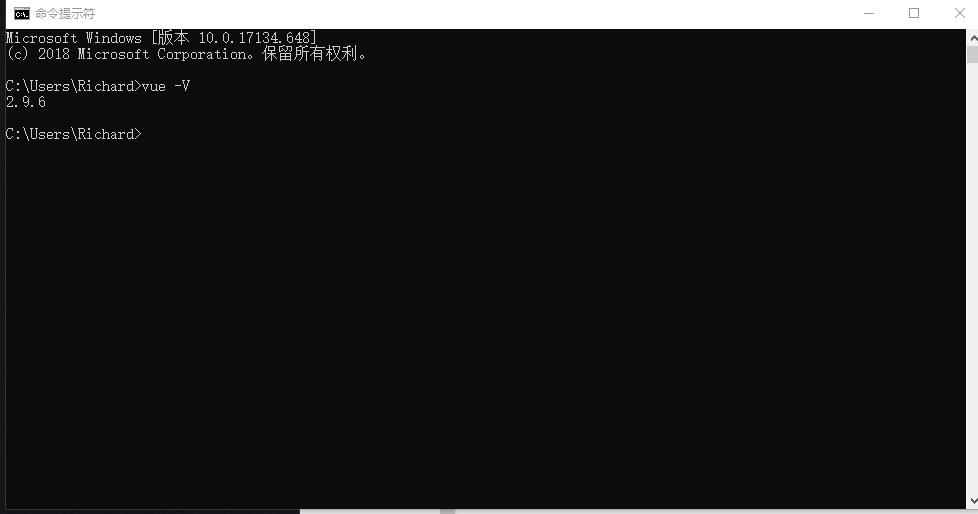 命令提示符
Microsoft Windows [版本 10.0.17134.648]
(c) 2018 Microsoft Corporation。保留所有权利。
C:\Users\Richard>vue -V
2.9.6
C:\Users\Richard>